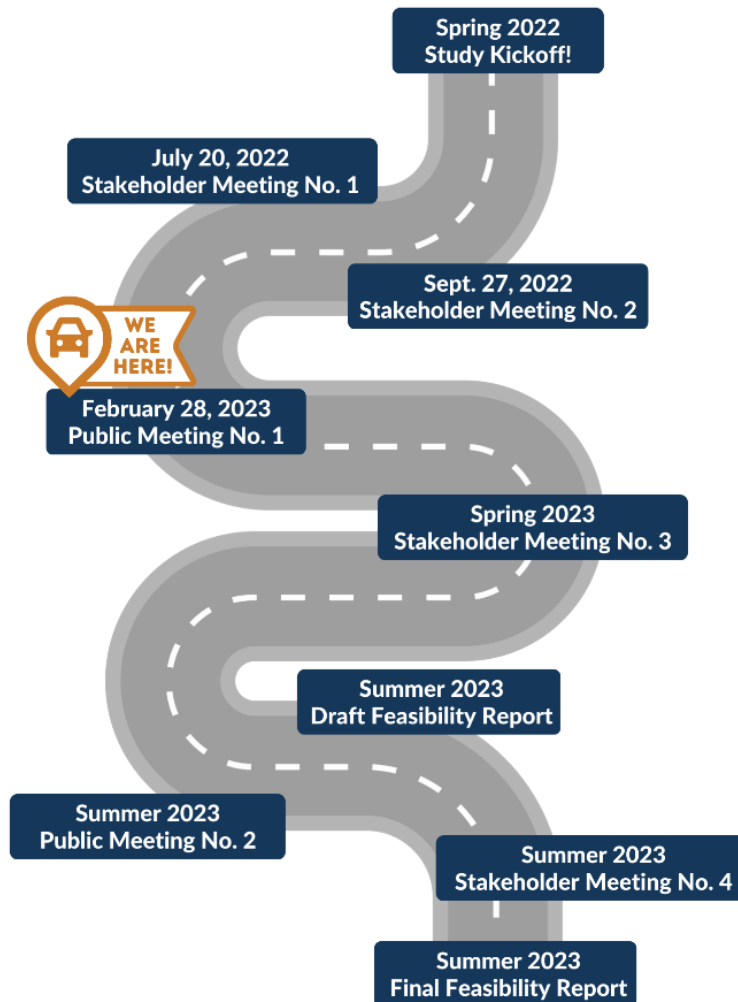 Spring 2022
Study Kickoff!
July 20, 2022
Stakeholder Meeting No. 1
Sept. 27, 2022
Stakeholder Meeting No. 2
WE
ARE
HERE!
February 28, 2023
Public Meeting No. 1
Spring 2023
Stakeholder Meeting No. 3
Summer 2023
Draft Feasibility Report
Summer 2023
Public Meeting No. 2
Summer 2023
Stakeholder Meeting No. 4
Summer 2023
Final Feasibility Report